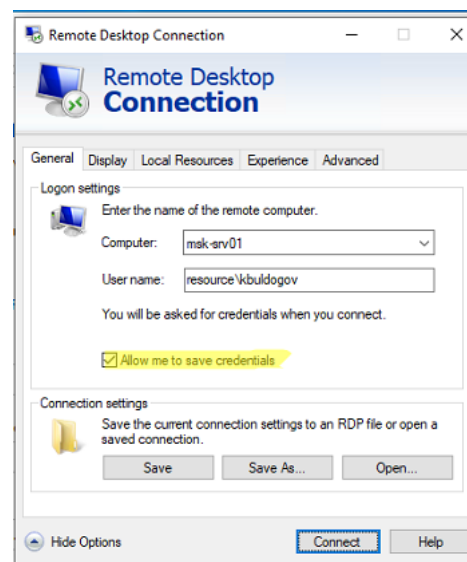 Remote Desktop Connection
Remote Desktop
Connection
General Display Local Resources Experience Advanced
Logon settings
Enter the name of the remote computer.
Computer: msk-srv01
User name: resource\kbuldogov
You will be asked for credentials when you connect.
Allow me to save credentials
Connection settings
Save the current connection settings to an RDP file or open a
saved connection.
Save Save As... Open...
Hide Options Connect Help